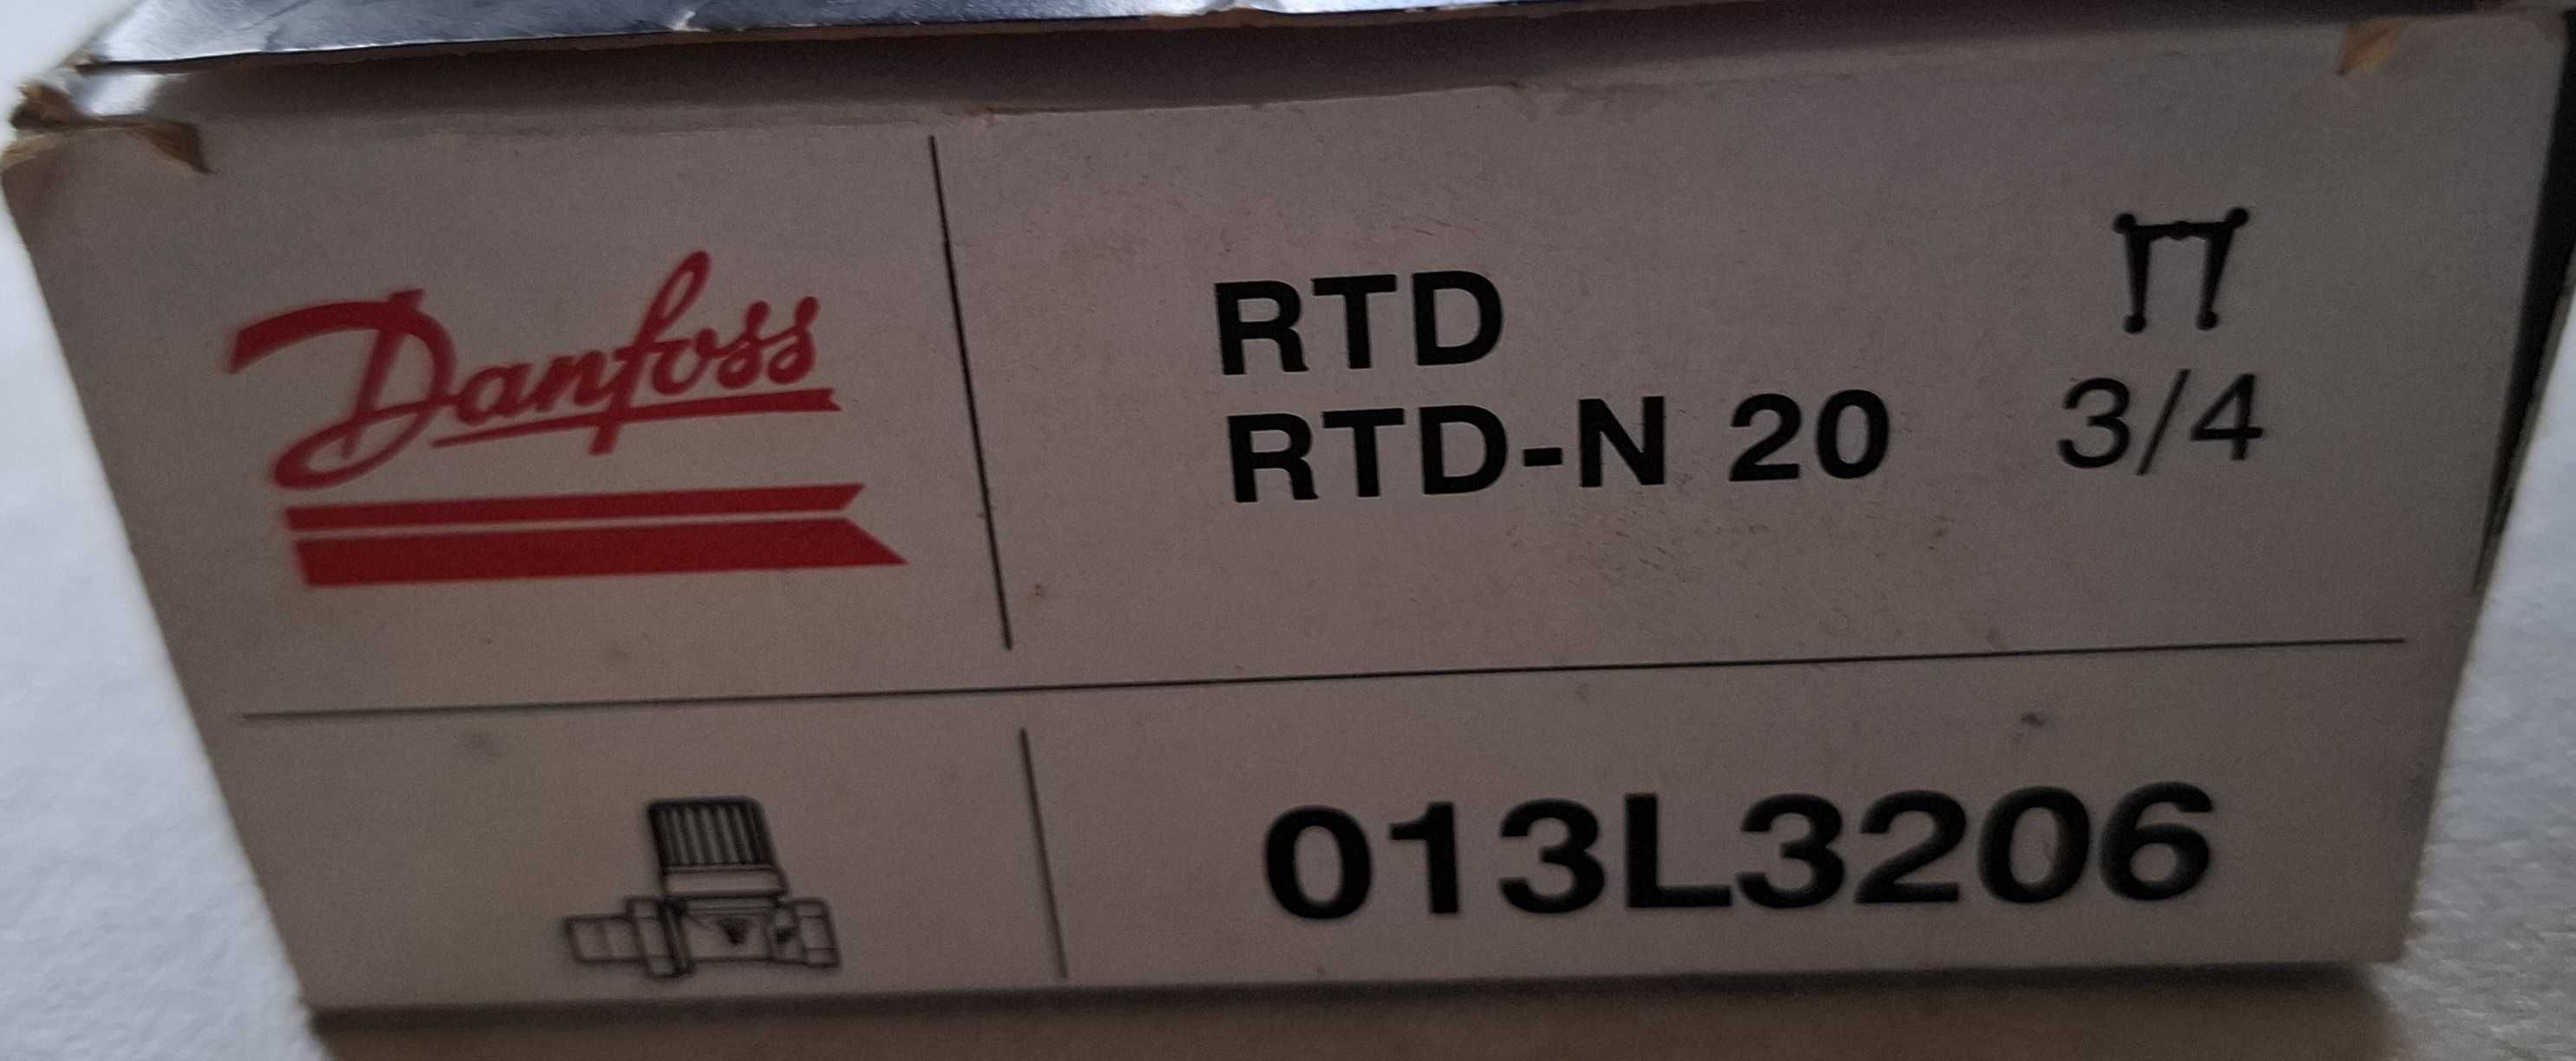 Danfoss
RTD
RTD-N 20 3/4
013L3206